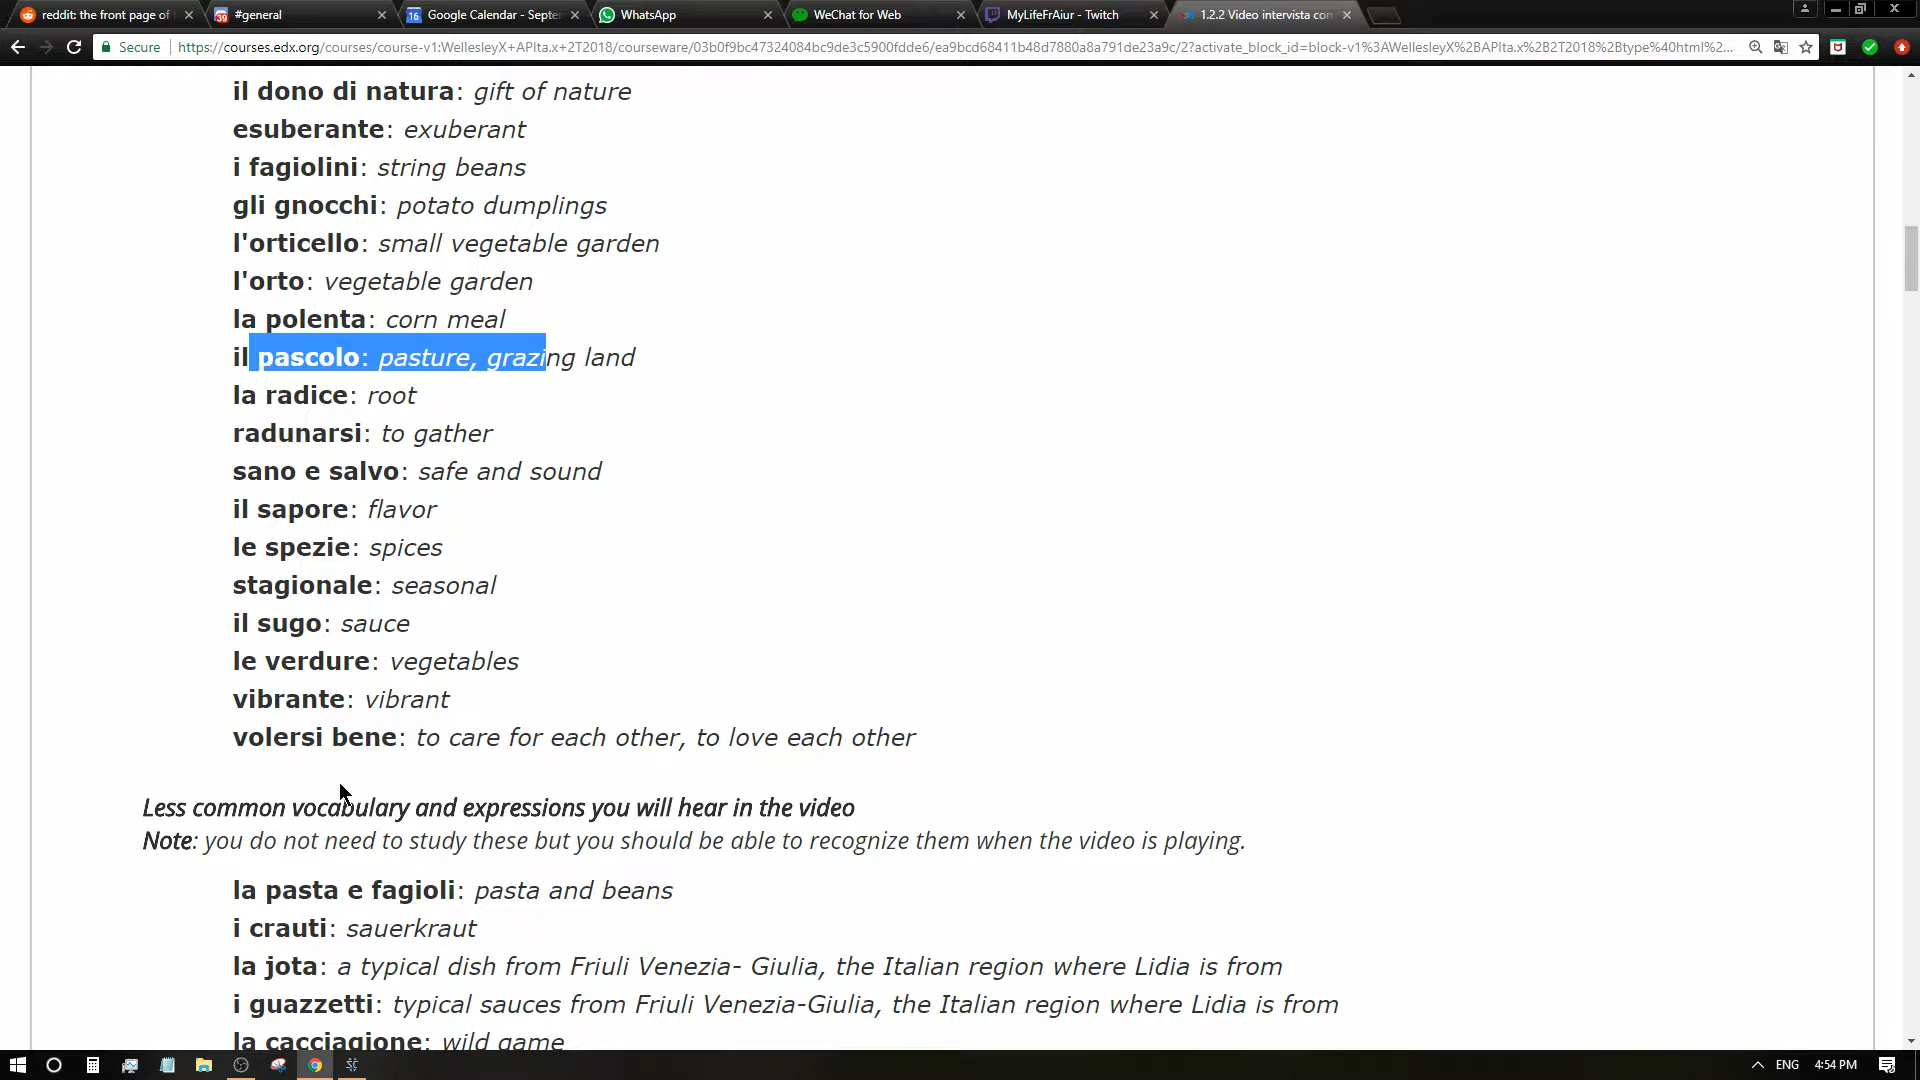 reddit: the front page of t
#general
Google Calendar - Septer
WhatsApp
WeChat for Web
MyLifeFrAiur - Twitch
1.2.2 Video intervista con
Secure
https://courses.edx.org/courses/course-v1:WellesleyX+APIta.x+2T2018/courseware/03b0f9bc47324084bc9de3c5900fdde6/ea9bcd68411b48d7880a8a791de23a9c/2?activate_block_id=block-v1%3AWellesleyX%2BAPIta.x%2B2T2018%2Btype%40html%2...
il dono di natura: gift of nature
esuberante: exuberant
i fagiolini: string beans
gli gnocchi: potato dumplings
l'orticello: small vegetable garden
l'orto: vegetable garden
la polenta: corn meal
il pascolo: pasture, grazing land
la radice: root
radunarsi: to gather
sano e salvo: safe and sound
il sapore: flavor
le spezie: spices
stagionale: seasonal
il sugo: sauce
le verdure: vegetables
vibrante: vibrant
volersi bene: to care for each other, to love each other
Less common vocabulary and expressions you will hear in the video
Note: you do not need to study these but you should be able to recognize them when the video is playing.
la pasta e fagioli: pasta and beans
i crauti: sauerkraut
la jota: a typical dish from Friuli Venezia- Giulia, the Italian region where Lidia is from
i guazzetti: typical sauces from Friuli Venezia-Giulia, the Italian region where Lidia is from
la cacciagione: wild game
ENG 4:54 PM